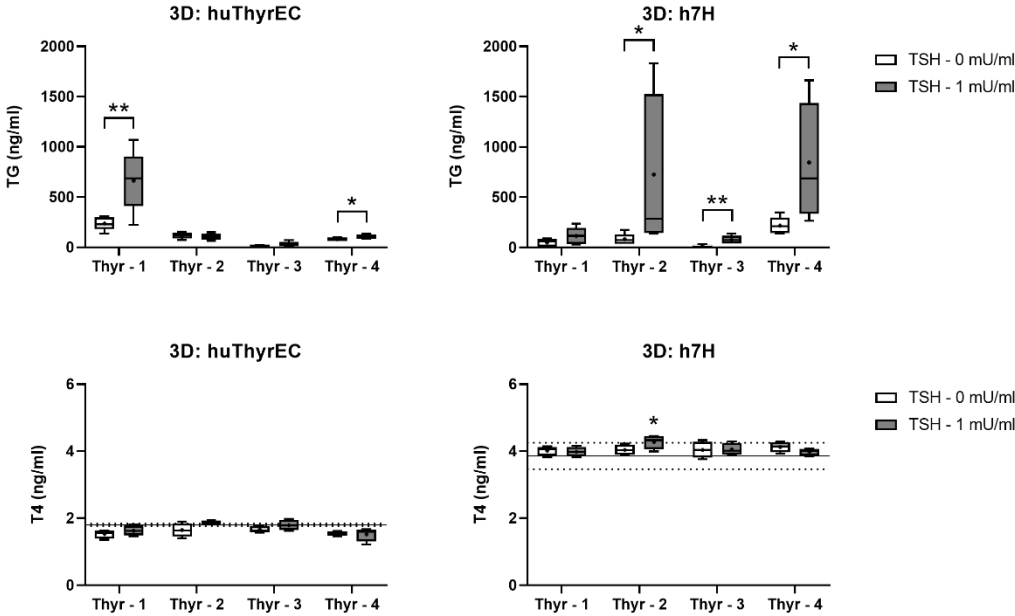 3D: huThyrEC
3D: h7H
TG (ng/ml)
2000
1500
1000
500
0
**
*
Thyr - 1
Thyr - 2
Thyr - 3
Thyr - 4
TG (ng/ml)
2000
1500
1000
500
0
*
**
*
Thyr - 1
Thyr - 2
Thyr - 3
Thyr - 4
TSH - 0 mU/ml
TSH - 1 mU/ml
3D: huThyrEC
3D: h7H
T4 (ng/ml)
6
4
2
0
Thyr - 1
Thyr - 2
Thyr - 3
Thyr - 4
T4 (ng/ml)
6
4
2
0
*
Thyr - 1
Thyr - 2
Thyr - 3
Thyr - 4
TSH - 0 mU/ml
TSH - 1 mU/ml